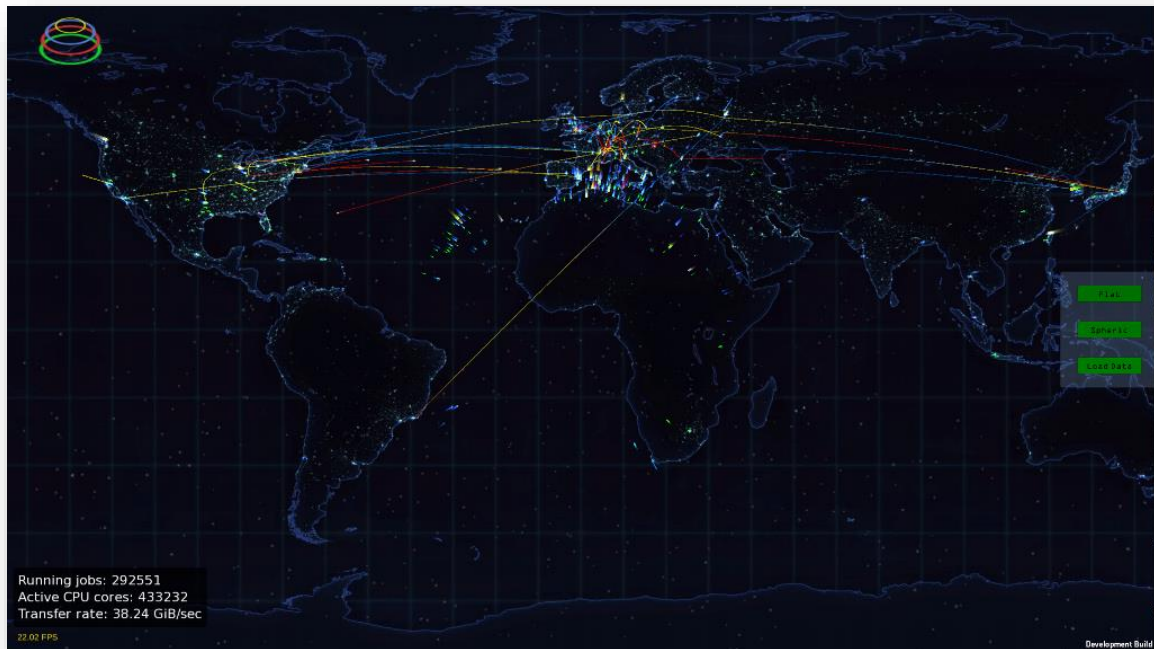 Flat
Spheric
Load Data
Running jobs: 292551
Active CPU cores: 433232
Transfer rate: 38.24 GiB/sec
22.02 FPS
Development Build